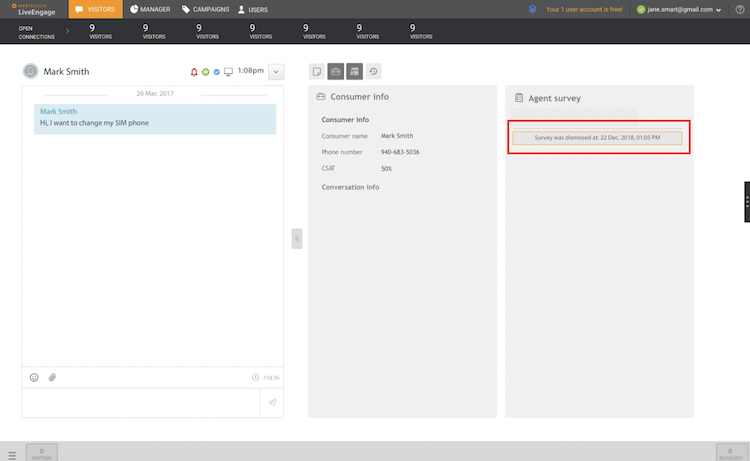 LIVEPERSON
LiveEngage
VISITORS
MANAGER
CAMPAIGNS
USERS
Your 1 user account is free!
jane.smart@gmail.com
OPEN
CONNECTIONS
9
VISITORS
9
VISITORS
9
VISITORS
9
VISITORS
9
VISITORS
9
VISITORS
9
VISITORS
Mark Smith
1:08pm
26 Mar. 2017
Mark Smith
Hi, I want to change my SIM phone
Consumer info
Consumer info
Consumer name Mark Smith
Phone number 940-683-5036
CSAT 50%
Conversation info
Agent survey
Survey was dismissed at: 22 Dec. 2018, 01:05 PM
0
WAITING
0
RESOLVED